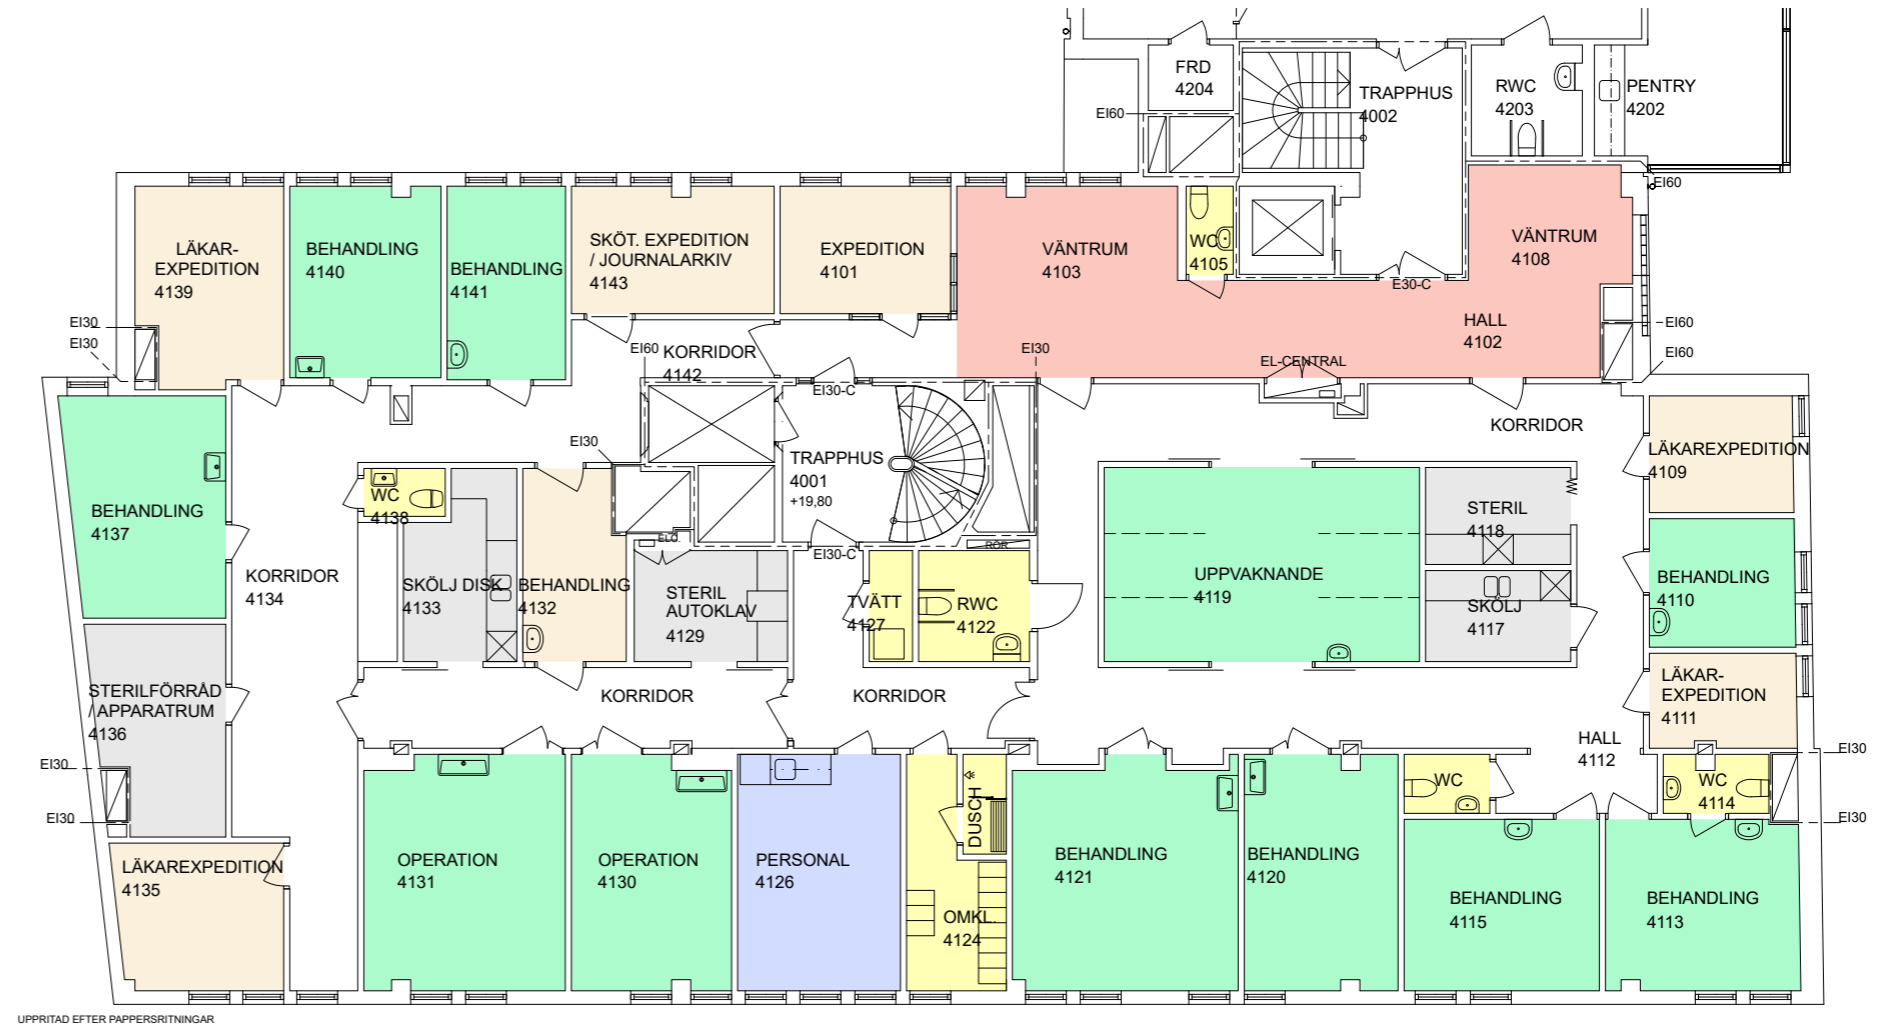 FRD
4204
TRAPPHUS
4002
RWC
4203
PENTRY
4202
EI60
EI60
LÄKAR-
EXPEDITION
4139
BEHANDLING
4140
BEHANDLING
4141
SKÖT. EXPEDITION
/ JOURNALARKIV
4143
EXPEDITION
4101
VÄNTRUM
4103
WC
4105
VÄNTRUM
4108
E30-C
HALL
4102
EI30
EI30
EI60
KORRIDOR
4142
EI30
EL-CENTRAL
EI60
EI60
EI30-C
KORRIDOR
BEHANDLING
4137
EI30
WC
4138
TRAPPHUS
4001
+19,80
LÄKAREXPEDITION
4109
STERIL
4118
ELC.
EI30-C
RÖR
KORRIDOR
4134
SKÖLJ DISK
4133
BEHANDLING
4132
STERIL
AUTOKLAV
4129
TVÄTT
4127
RWC
4122
UPPVAKNANDE
4119
SKÖLJ
4117
BEHANDLING
4110
STERILFÖRRÅD
/ APPARATRUM
4136
KORRIDOR
KORRIDOR
LÄKAR-
EXPEDITION
4111
HALL
4112
EI30
EI30
EI30
EI30
WC
WC
4114
DUSCH
LÄKAREXPEDITION
4135
OPERATION
4131
OPERATION
4130
PERSONAL
4126
OMKL.
4124
BEHANDLING
4121
BEHANDLING
4120
BEHANDLING
4115
BEHANDLING
4113
UPPRITAD EFTER PAPPERSRITNINGAR